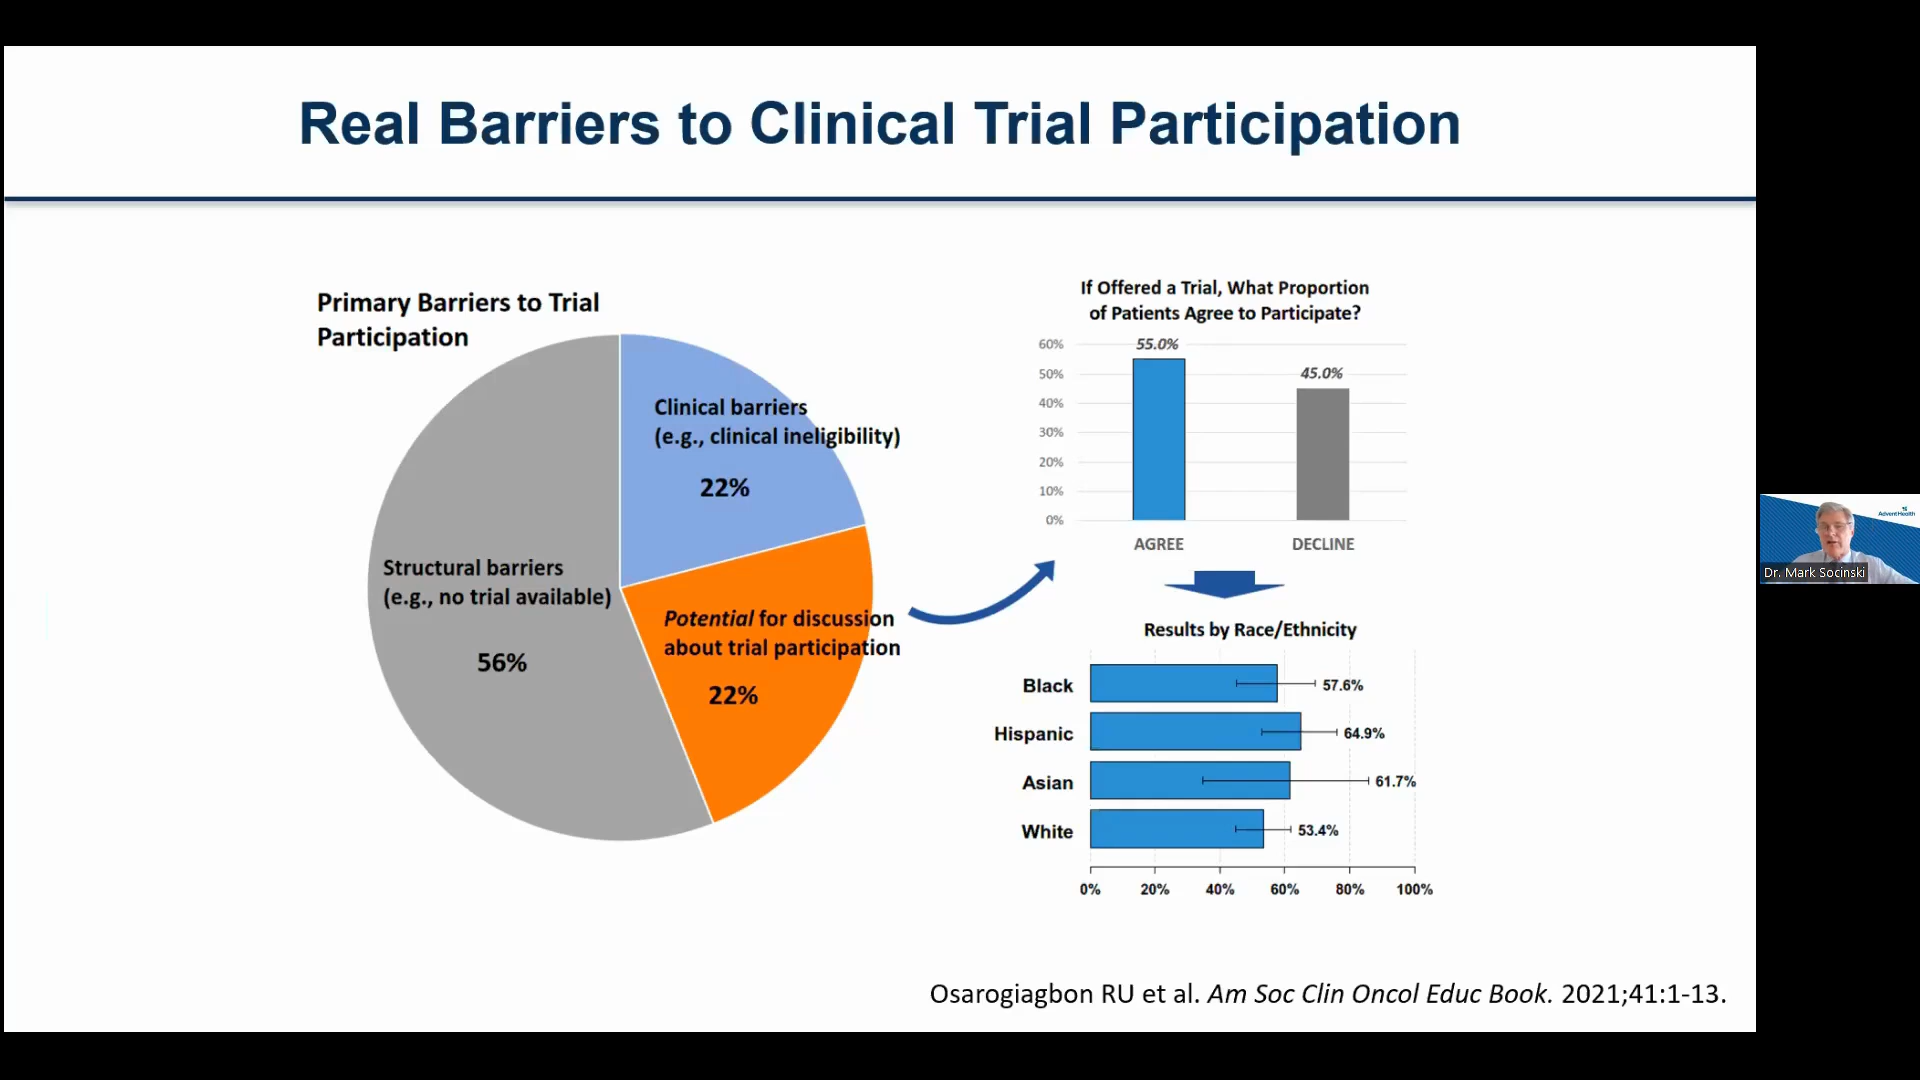 Real Barriers to Clinical Trial Participation
Primary Barriers to Trial
Participation
Clinical barriers
(e.g., clinical ineligibility)
22%
Structural barriers
(e.g., no trial available)
56%
Potential for discussion
about trial participation
22%
If Offered a Trial, What Proportion
of Patients Agree to Participate?
60%
50%
40%
30%
20%
10%
0%
55.0%
45.0%
AGREE
DECLINE
Results by Race/Ethnicity
Black
57.6%
Hispanic
64.9%
Asian
61.7%
White
53.4%
0%
20%
40%
60%
80%
100%
Osarogiagbon RU et al. Am Soc Clin Oncol Educ Book. 2021;41:1-13.
AdventHealth
Dr. Mark Socinski